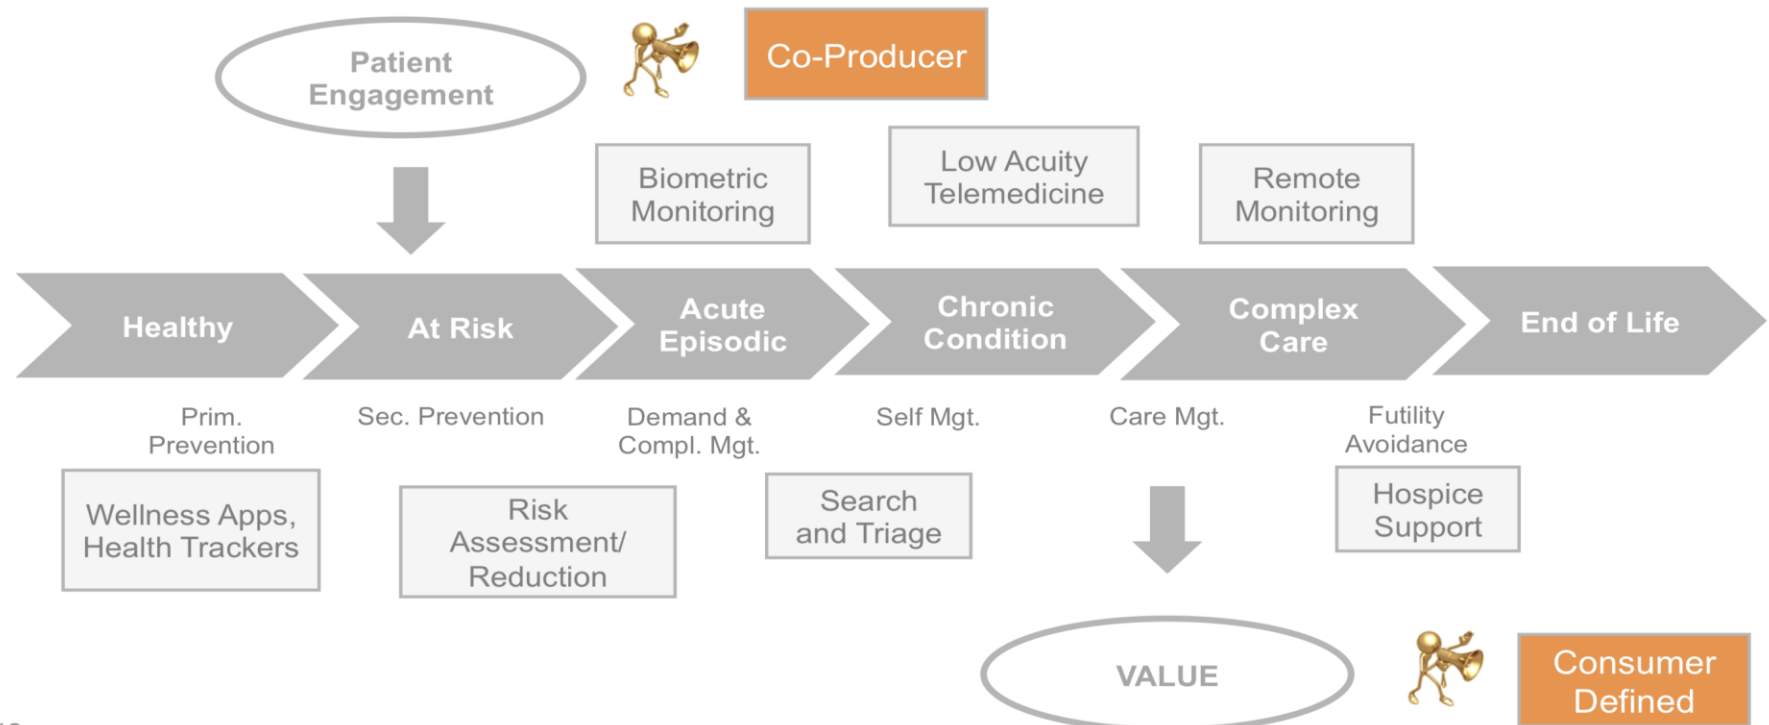 Patient
Engagement
Co-Producer
Biometric
Monitoring
Low Acuity
Telemedicine
Remote
Monitoring
Healthy
At Risk
Acute
Episodic
Chronic
Condition
Complex
Care
End of Life
Prim.
Prevention
Sec. Prevention
Demand &
Compl. Mgt.
Self Mgt.
Care Mgt.
Futility
Avoidance
Wellness Apps,
Health Trackers
Risk
Assessment/
Reduction
Search
and Triage
Hospice
Support
VALUE
Consumer
Defined